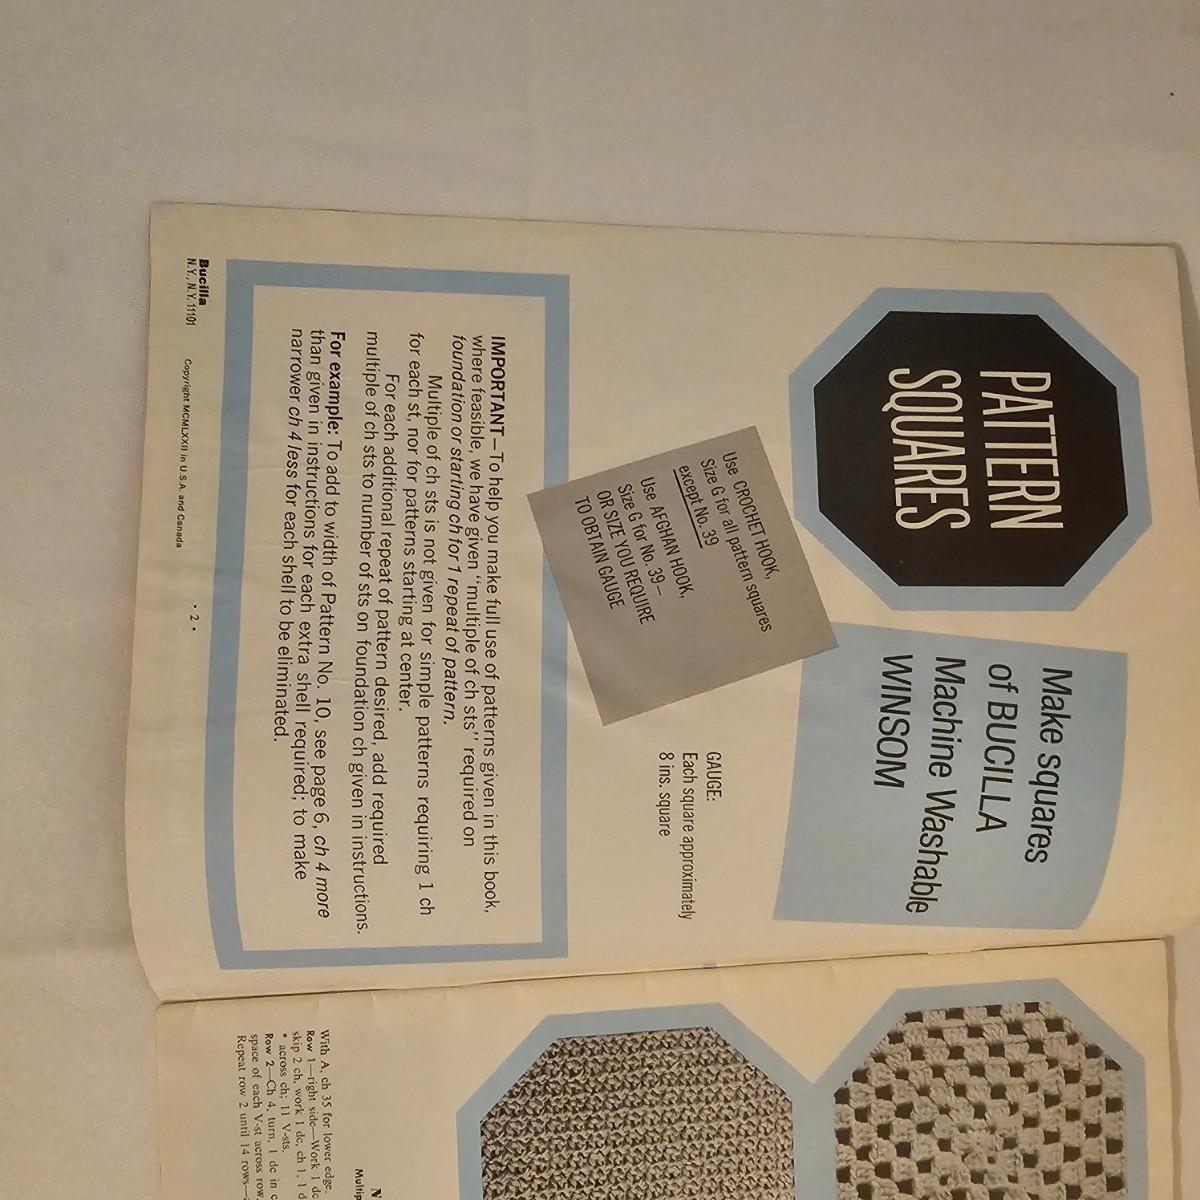 PATTERN
SQUARES
Make squares
of BUCILLA
Machine Washable
WINSOM
Use CROCHET HOOK,
Size G for all pattern squares
except No. 39
Use AFGHAN HOOK,
Size G for No. 39 –
OR SIZE YOU REQUIRE
TO OBTAIN GAUGE
GAUGE:
Each square approximately
8 ins. square
IMPORTANT—To help you make full use of patterns given in this book,
where feasible, we have given "multiple of ch sts" required on
foundation or starting ch for 1 repeat of pattern.
Multiple of ch sts is not given for simple patterns requiring 1 ch
for each st, nor for patterns starting at center.
For each additional repeat of pattern desired, add required
multiple of ch sts to number of sts on foundation ch given in instructions.
For example: To add to width of Pattern No. 10, see page 6, ch 4 more
than given in instructions for each extra shell required; to make
narrower ch 4 less for each shell to be eliminated.
Bucilla
N.Y., N.Y. 11101
Copyright MCMLXXII in U.S.A. and Canada
• 2 •
N
Multip
With A, ch 35 for lower edge.
Row 1—right side—Work 1 dc
skip 2 ch, work 1 dc, ch 1, 1 d
* across ch; 11 V-sts.
Row 2—Ch 4, turn, 1 dc in c
space of each V-st across row,
Repeat row 2 until 14 rows—